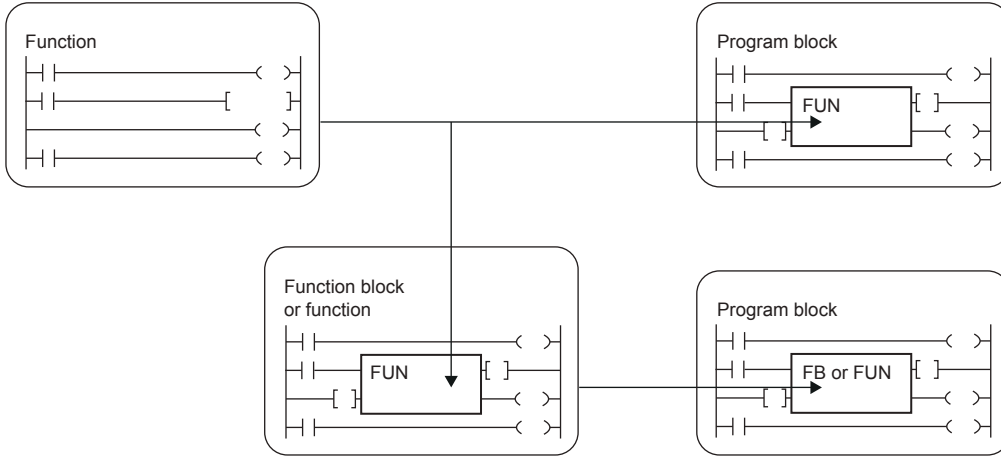 Function
Program block
FUN
Function block
or function
FUN
Program block
FB or FUN